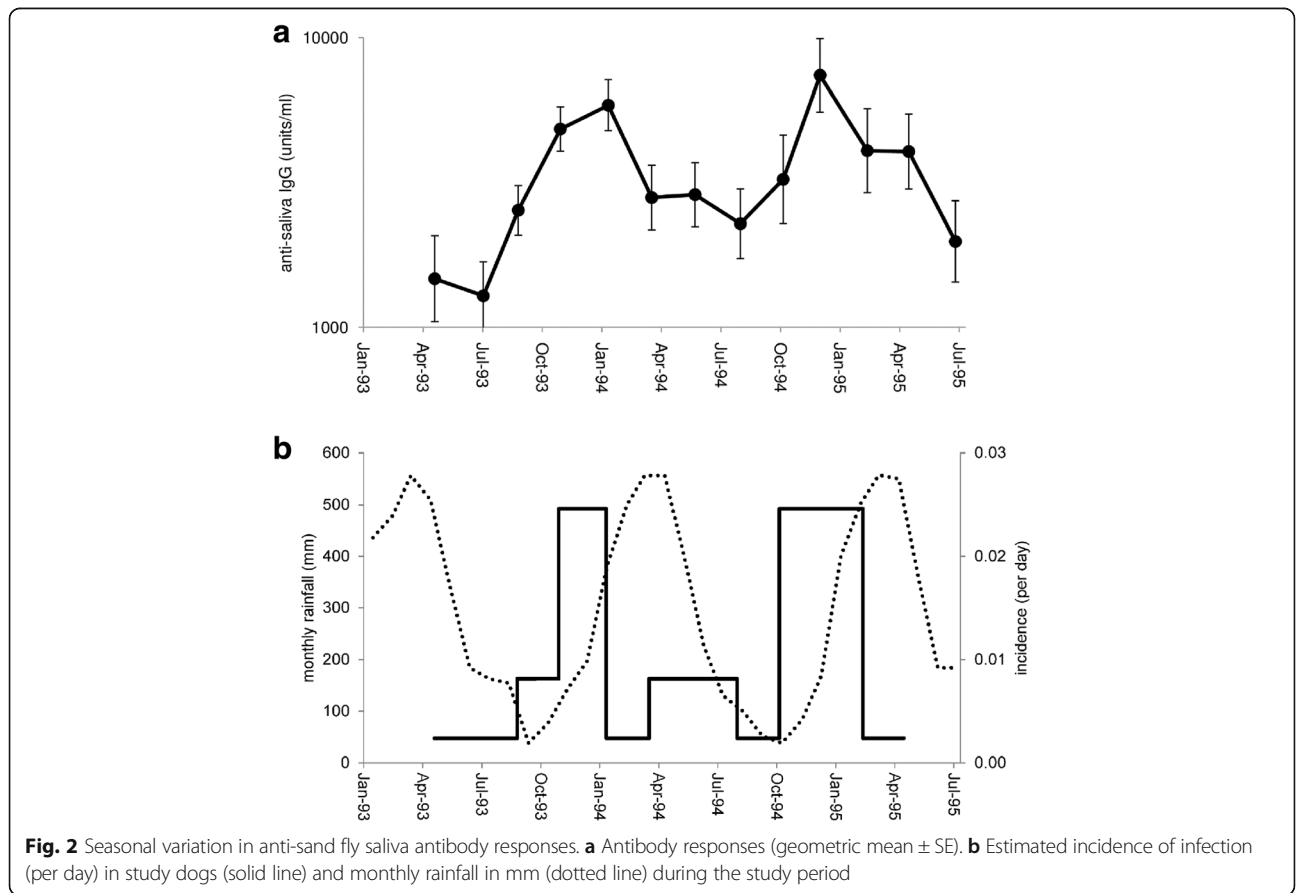 a
10000
1000
anti-saliva IgG (units/ml)
Jan-93
Apr-93
Jul-93
Oct-93
Jan-94
Apr-94
Jul-94
Oct-94
Jan-95
Apr-95
Jul-95
b
600
500
400
300
200
100
0
monthly rainfall (mm)
0.03
0.02
0.01
0.00
incidence (per day)
Jan-93
Apr-93
Jul-93
Oct-93
Jan-94
Apr-94
Jul-94
Oct-94
Jan-95
Apr-95
Jul-95
Fig. 2 Seasonal variation in anti-sand fly saliva antibody responses. a Antibody responses (geometric mean ± SE). b Estimated incidence of infection
(per day) in study dogs (solid line) and monthly rainfall in mm (dotted line) during the study period